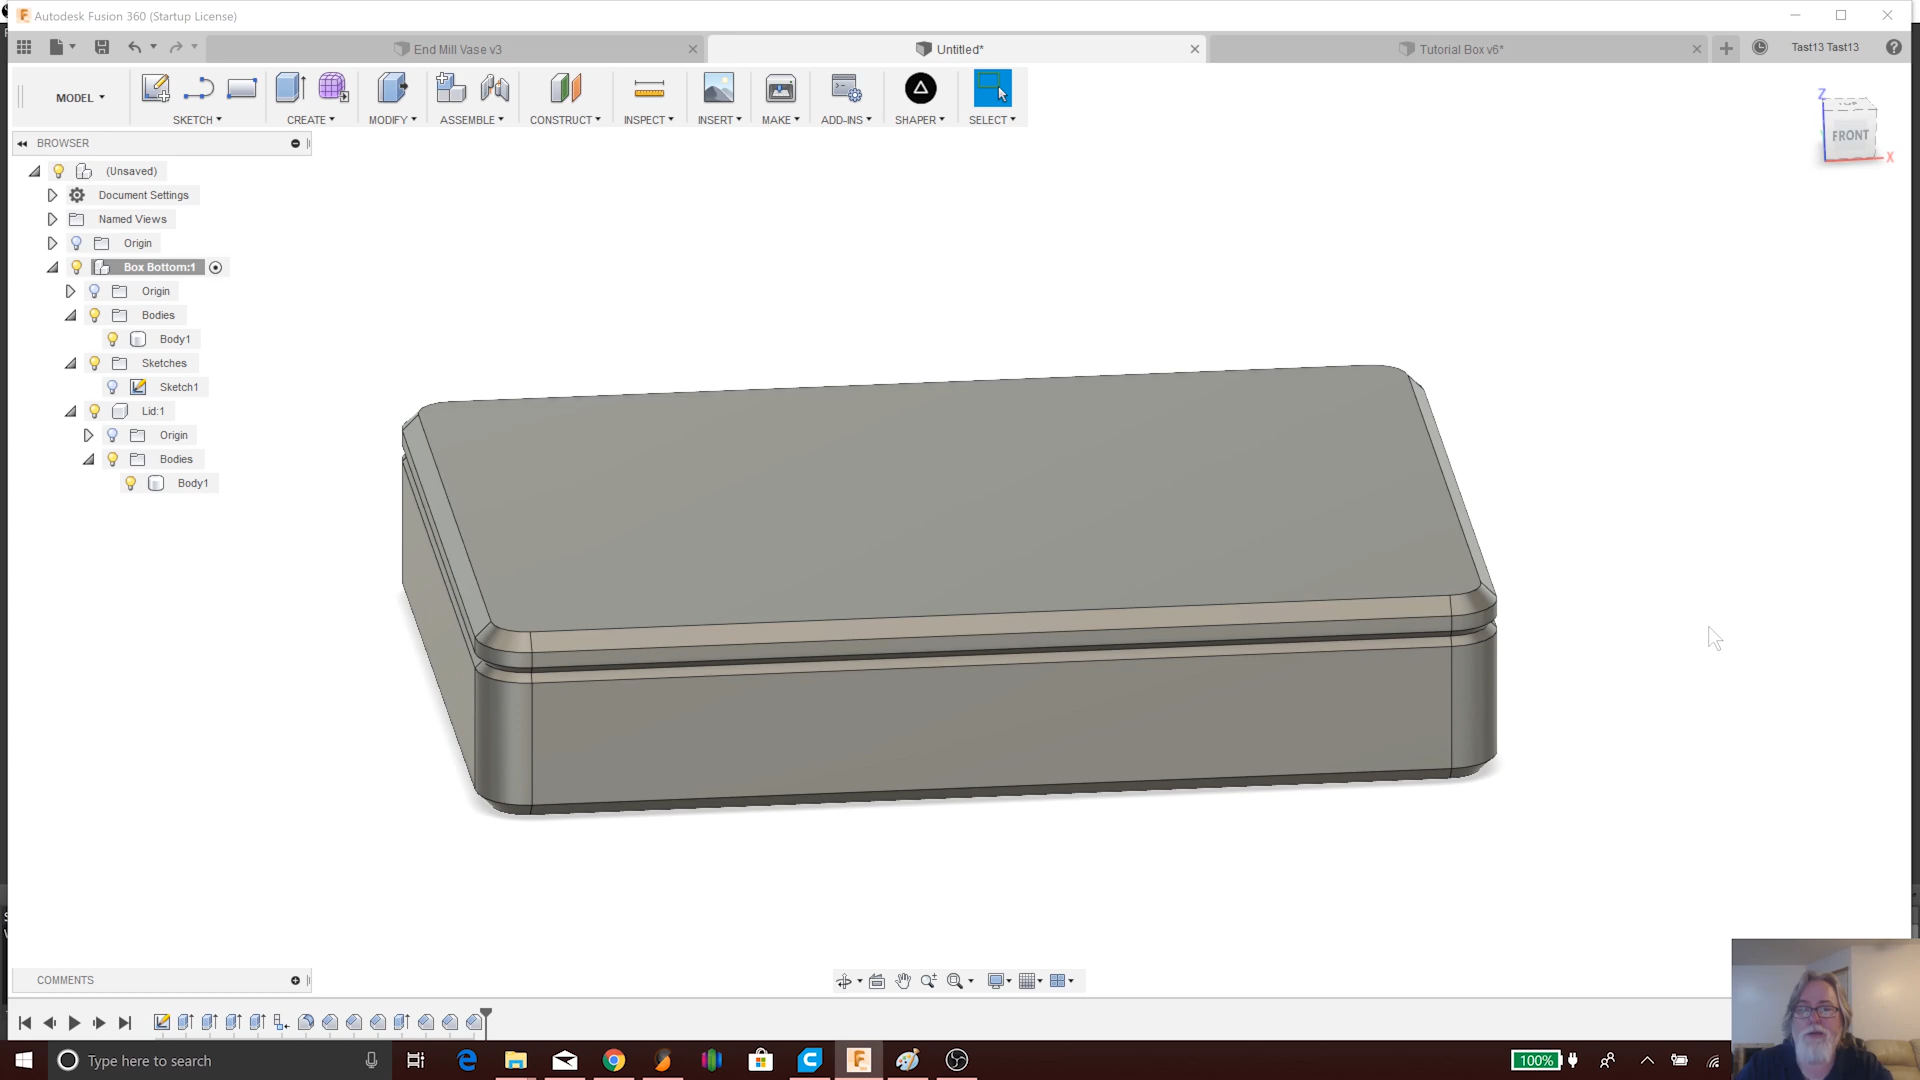 Autodesk Fusion 360 (Startup License)
End Mill Vase v3
Untitled*
Tutorial Box v6*
Tast13 Tast13
MODEL
SKETCH
CREATE
MODIFY
ASSEMBLE
CONSTRUCT
INSPECT
INSERT
MAKE
ADD-INS
SHAPER
SELECT
Z
TOP
FRONT
X
BROWSER
(Unsaved)
Document Settings
Named Views
Origin
Box Bottom:1
Origin
Bodies
Body1
Sketches
Sketch1
Lid:1
Origin
Bodies
Body1
COMMENTS
Type here to search
100%